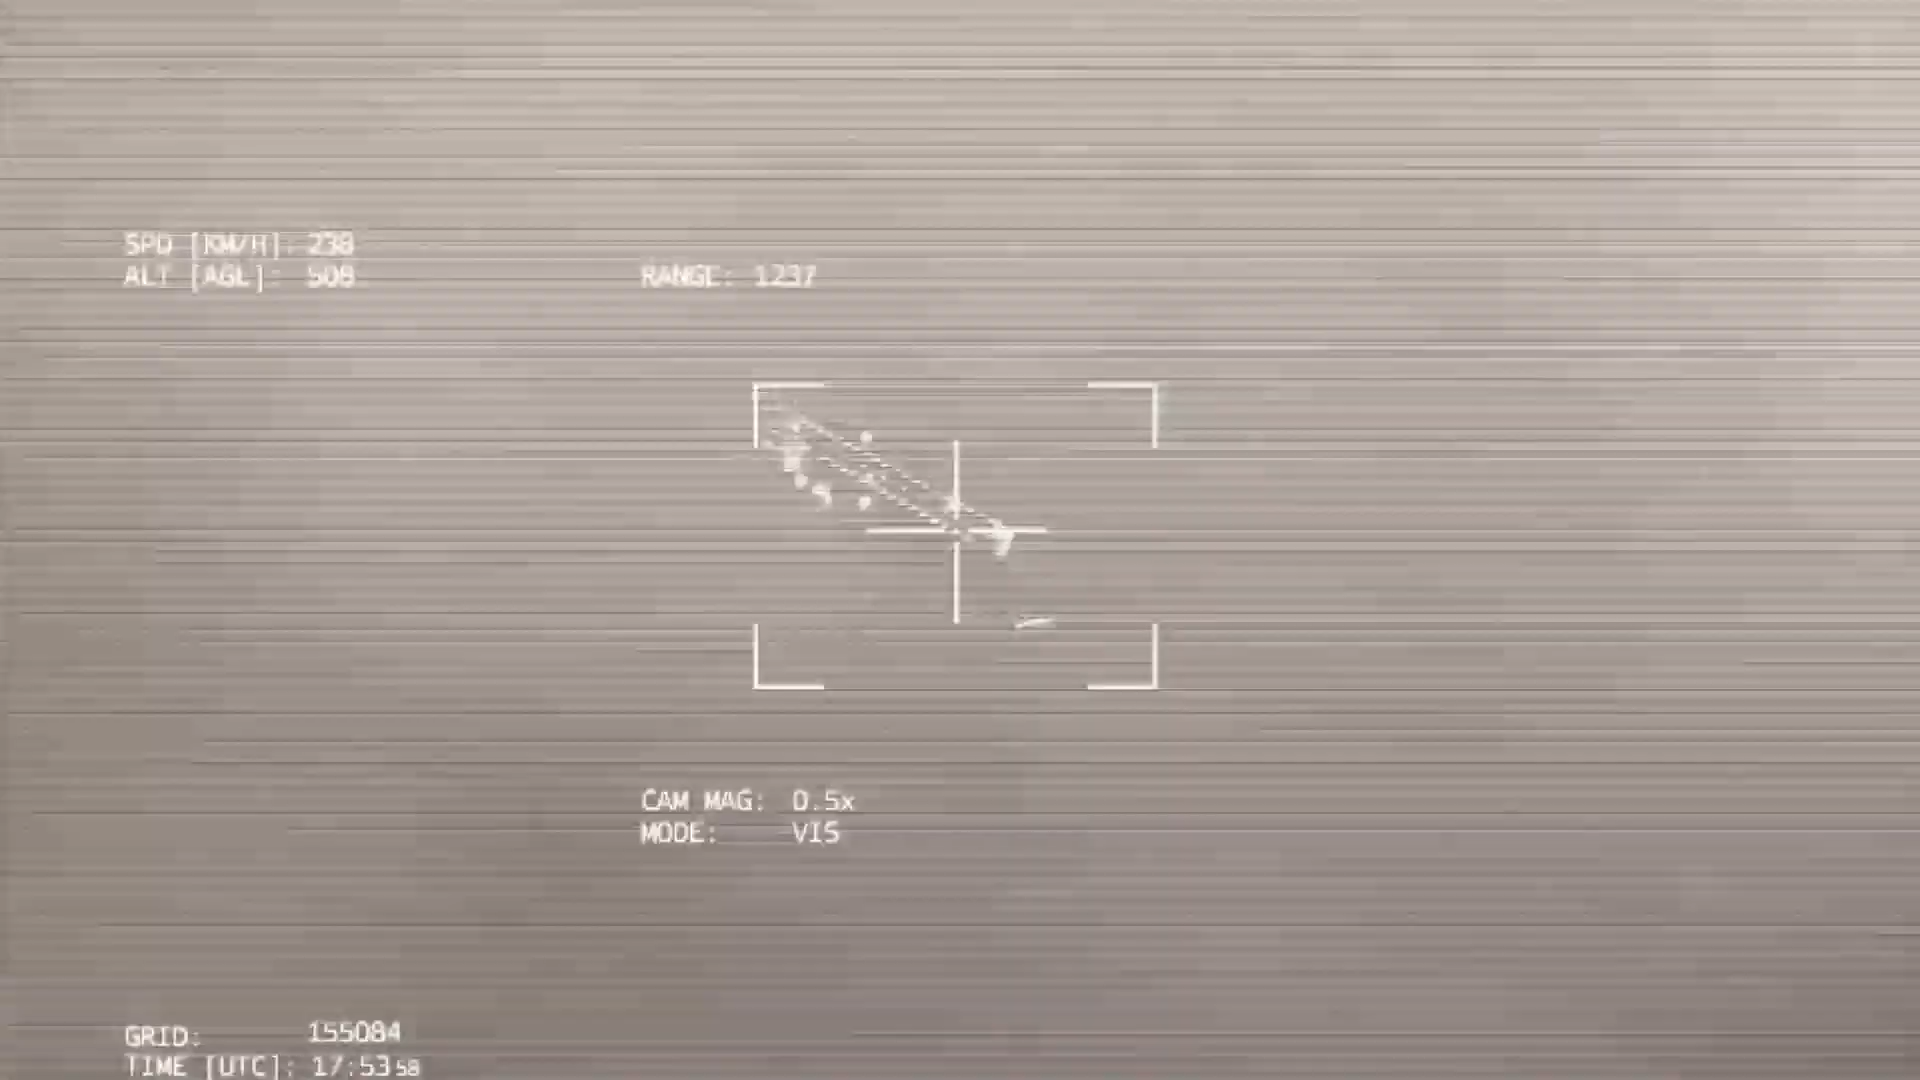 SPD [KM/H]: 238
ALT [AGL]: 508
RANGE: 1237
CAM MAG: 0.5x
MODE: VIS
GRID: 155084
TIME [UTC]: 17:53 58